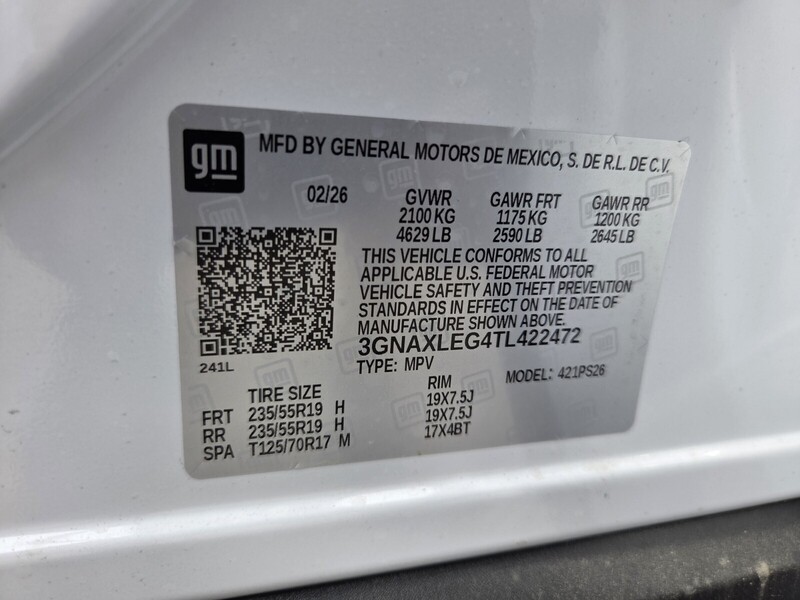 gm
MFD BY GENERAL MOTORS DE MEXICO, S. DE R.L. DE C.V.
02/26
GVWR GAWR FRT GAWR RR
2100 KG 1175 KG 1200 KG
4629 LB 2590 LB 2645 LB
THIS VEHICLE CONFORMS TO ALL
APPLICABLE U.S. FEDERAL MOTOR
VEHICLE SAFETY AND THEFT PREVENTION
STANDARDS IN EFFECT ON THE DATE OF
MANUFACTURE SHOWN ABOVE.
3GNAXLEG4TL422472
241L
TYPE: MPV MODEL: 421PS26
TIRE SIZE RIM
FRT 235/55R19 H 19X7.5J
RR 235/55R19 H 19X7.5J
SPA T125/70R17 M 17X4BT